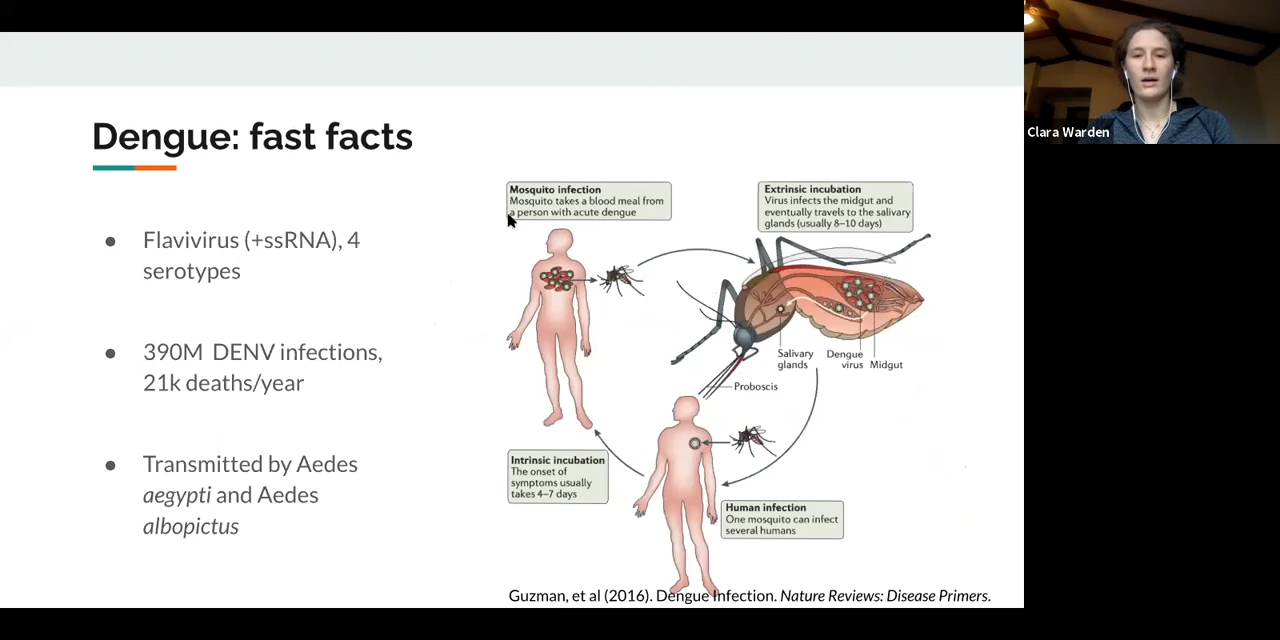 Dengue: fast facts
● Flavivirus (+ssRNA), 4
serotypes
● 390M DENV infections,
21k deaths/year
● Transmitted by Aedes
aegypti and Aedes
albopictus
Mosquito infection
Mosquito takes a blood meal from
a person with acute dengue
Extrinsic incubation
Virus infects the midgut and
eventually travels to the salivary
glands (usually 8–10 days)
Salivary
glands
Dengue
virus
Midgut
Proboscis
Intrinsic incubation
The onset of
symptoms usually
takes 4–7 days
Human infection
One mosquito can infect
several humans
Guzman, et al (2016). Dengue Infection. Nature Reviews: Disease Primers.
Clara Warden